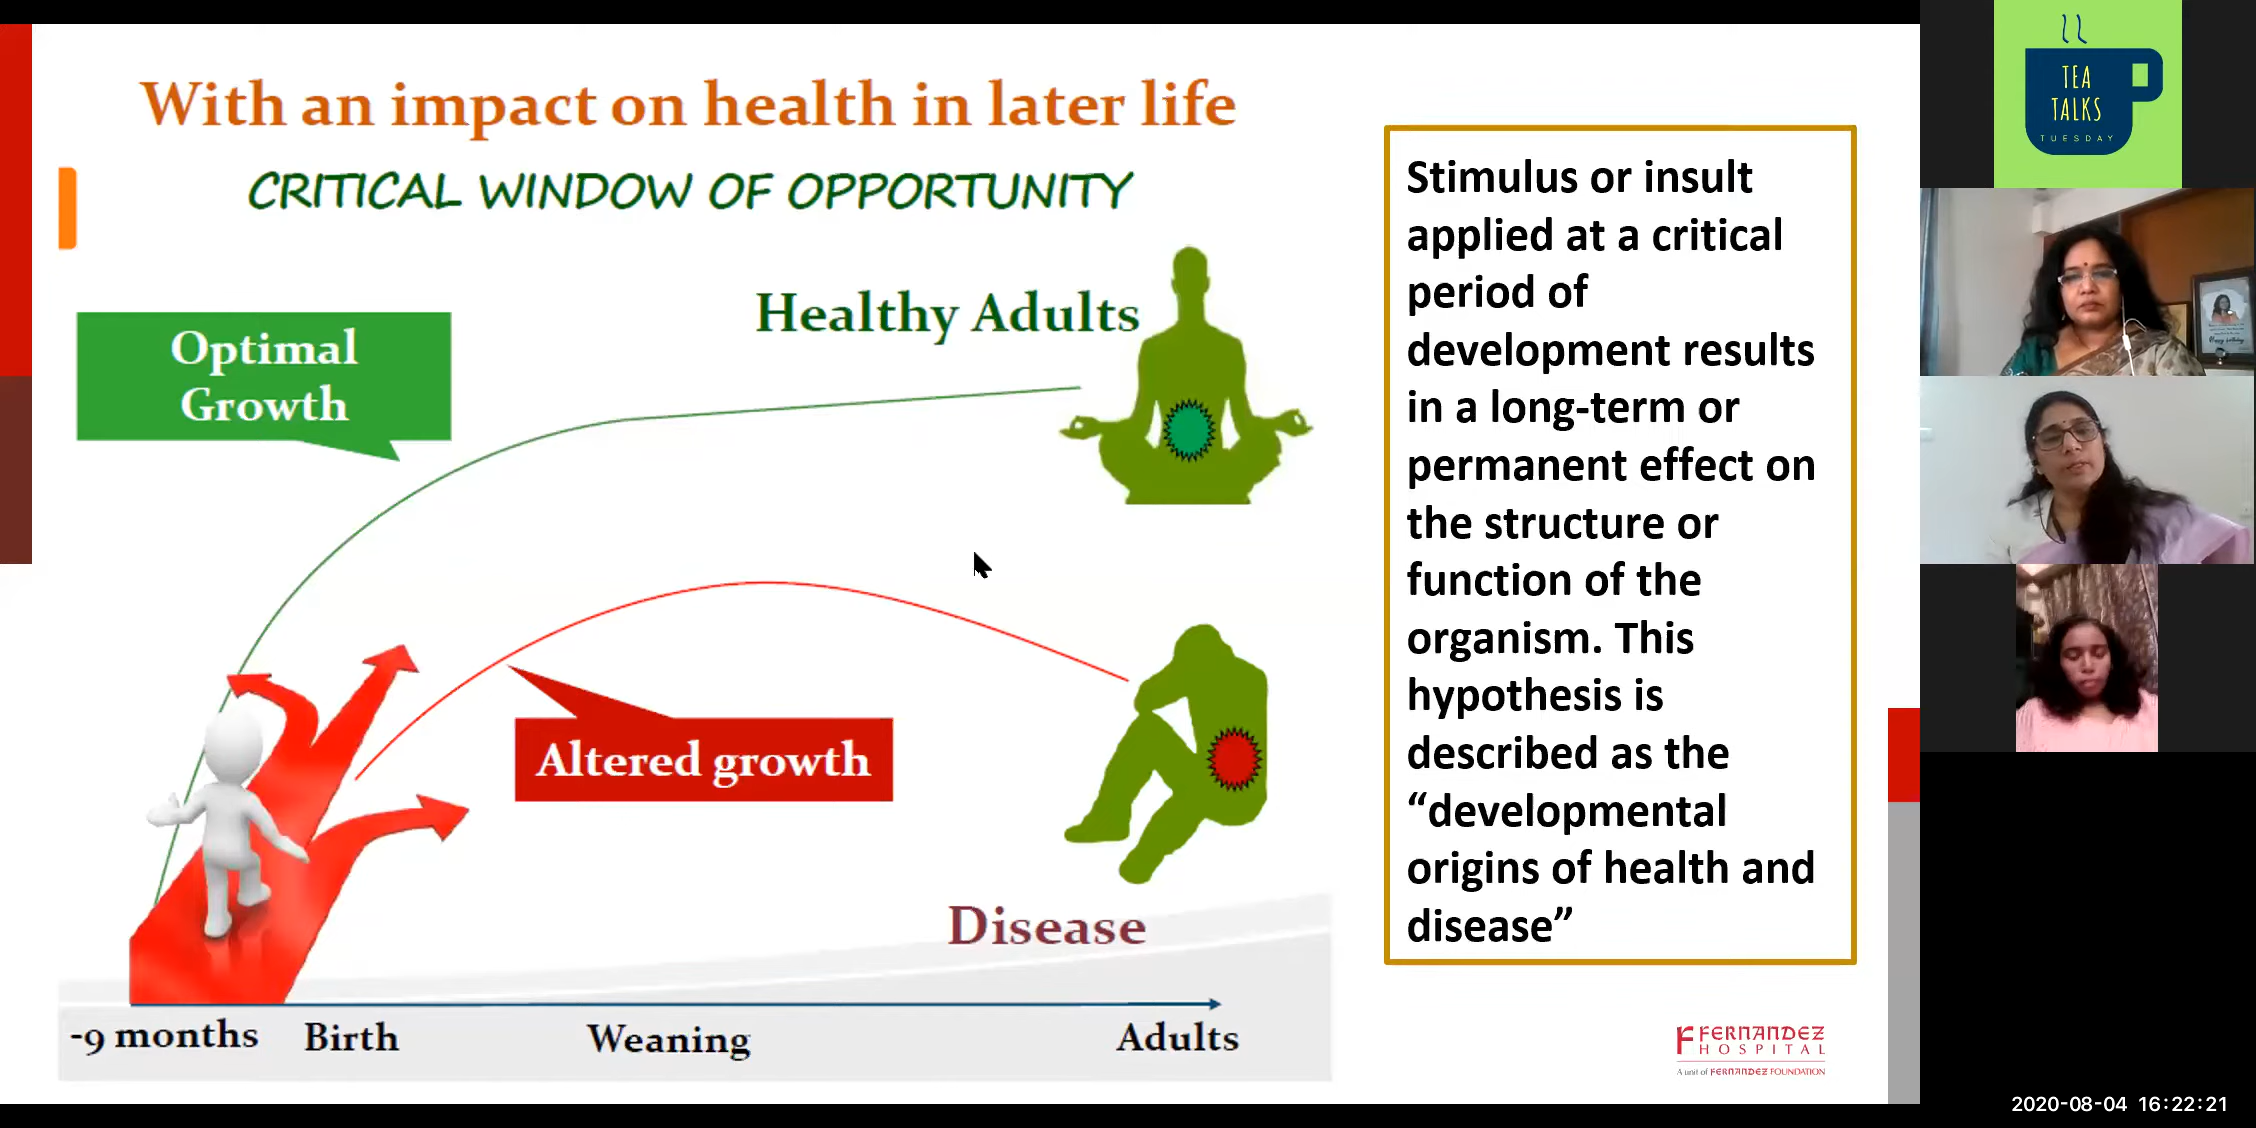 With an impact on health in later life
CRITICAL WINDOW OF OPPORTUNITY
Optimal
Growth
Healthy Adults
Altered growth
Disease
-9 months Birth Weaning Adults
Stimulus or insult
applied at a critical
period of
development results
in a long-term or
permanent effect on
the structure or
function of the
organism. This
hypothesis is
described as the
“developmental
origins of health and
disease”
FERNANDEZ
HOSPITAL
A unit of FERNANDEZ FOUNDATION
TEA
TALKS
TUESDAY
2020-08-04 16:22:21